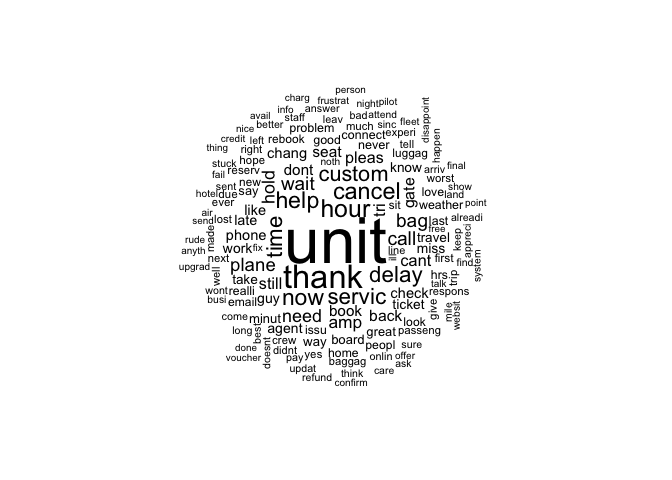 person
charg frustrat nightpilot
info answer
avail staff leav bad attend
better problem much sinc fleet disappoint
nice connect experi
credit left rebook good never tell happen
thing right chang seat pleas luggag
stuck hope noth know arriv final
fail reserv dont custom worst
sent new hold wait cancel gate love show
hotel due say help tri sit land
ever hour weather point
air like bag last alreadi
send lost late time free
rude made phone unit call travel keep appreci
anyth work fix line miss
next plane cant first find system
upgrad well thank delay hrs trip
take still talk
wont realli now servic check respons
busi email guy ticket give mile websit
come minut need book back look
long best agent issu amp great passeng
done crew way board peopl sure
doesnt didnt yes home onlin offer
voucher pay baggag ask
updat think care
refund confirm